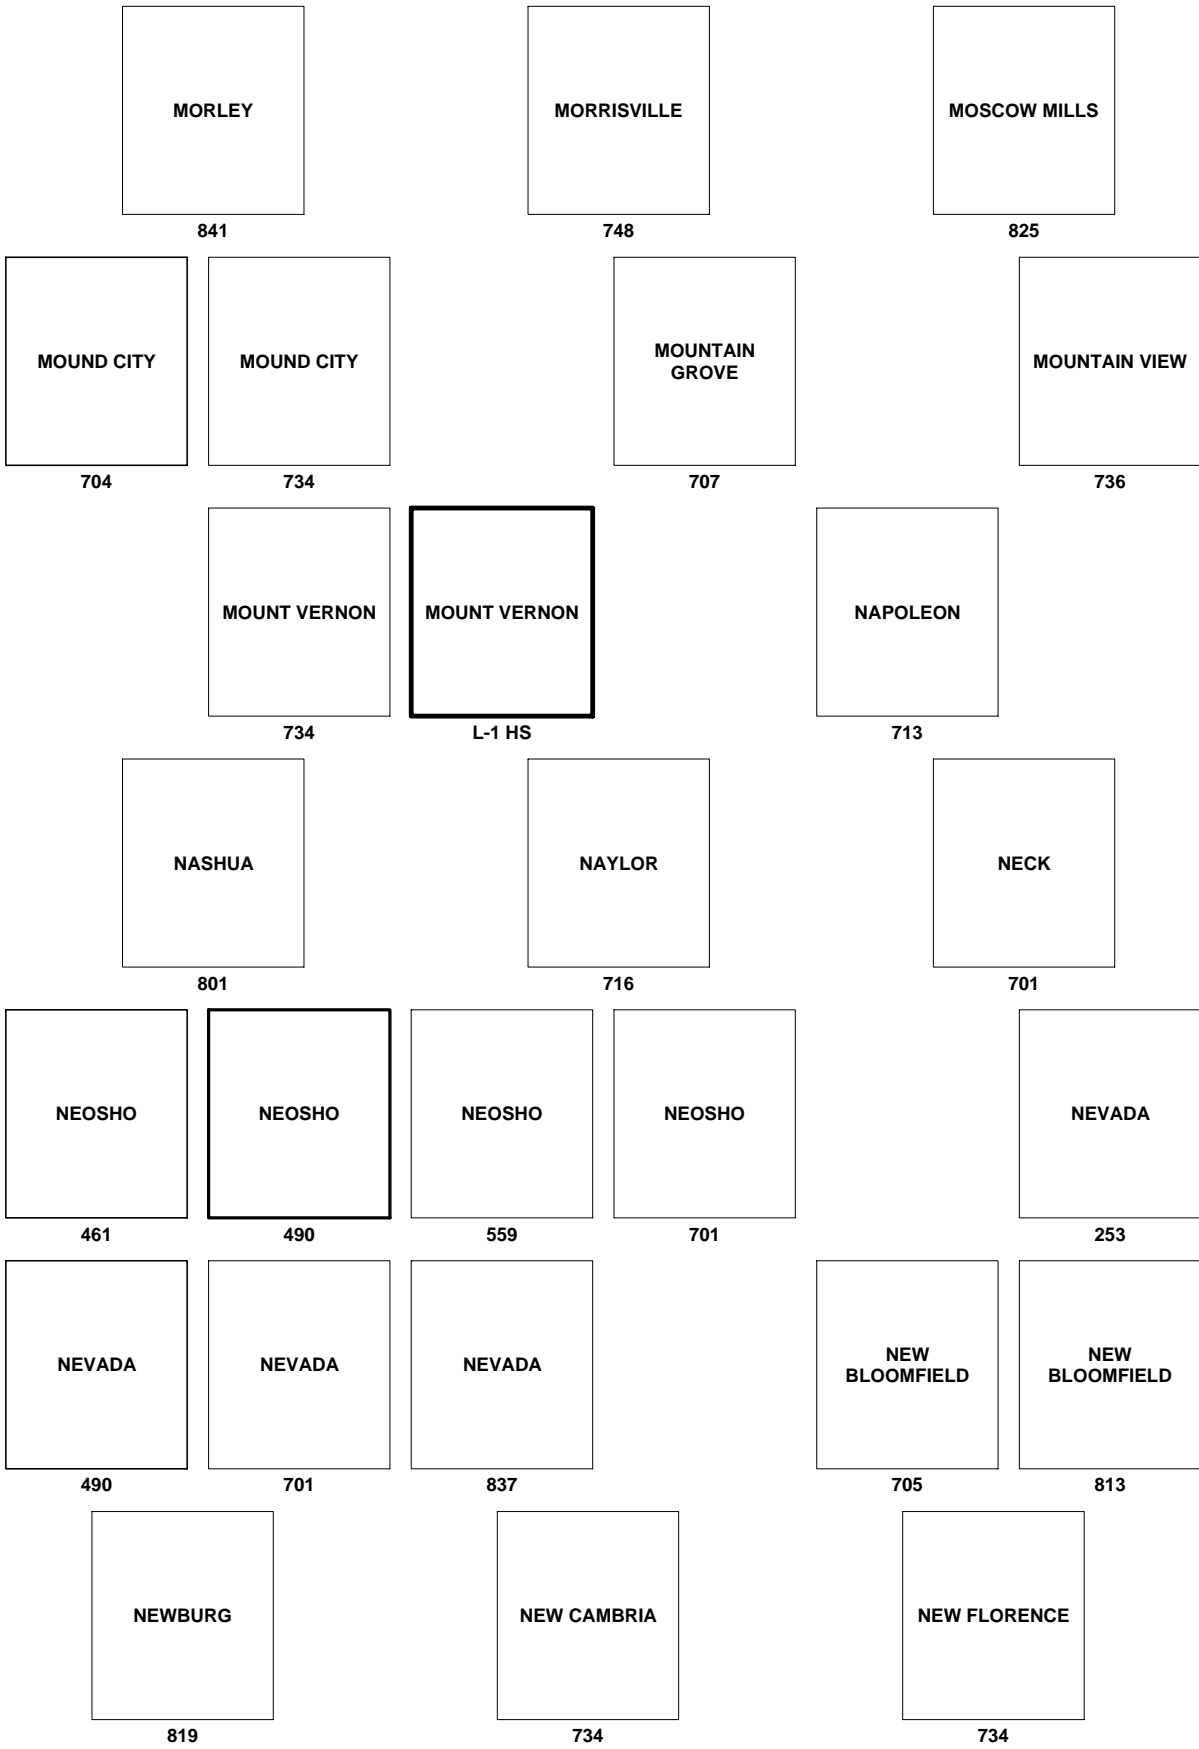 MORLEY
841
MORRISVILLE
748
MOSCOW MILLS
825
MOUND CITY
704
MOUND CITY
734
MOUNTAIN
GROVE
707
MOUNTAIN VIEW
736
MOUNT VERNON
734
MOUNT VERNON
L-1 HS
NAPOLEON
713
NASHUA
801
NAYLOR
716
NECK
701
NEOSHO
461
NEOSHO
490
NEOSHO
559
NEOSHO
701
NEVADA
253
NEVADA
490
NEVADA
701
NEVADA
837
NEW
BLOOMFIELD
705
NEW
BLOOMFIELD
813
NEWBURG
819
NEW CAMBRIA
734
NEW FLORENCE
734